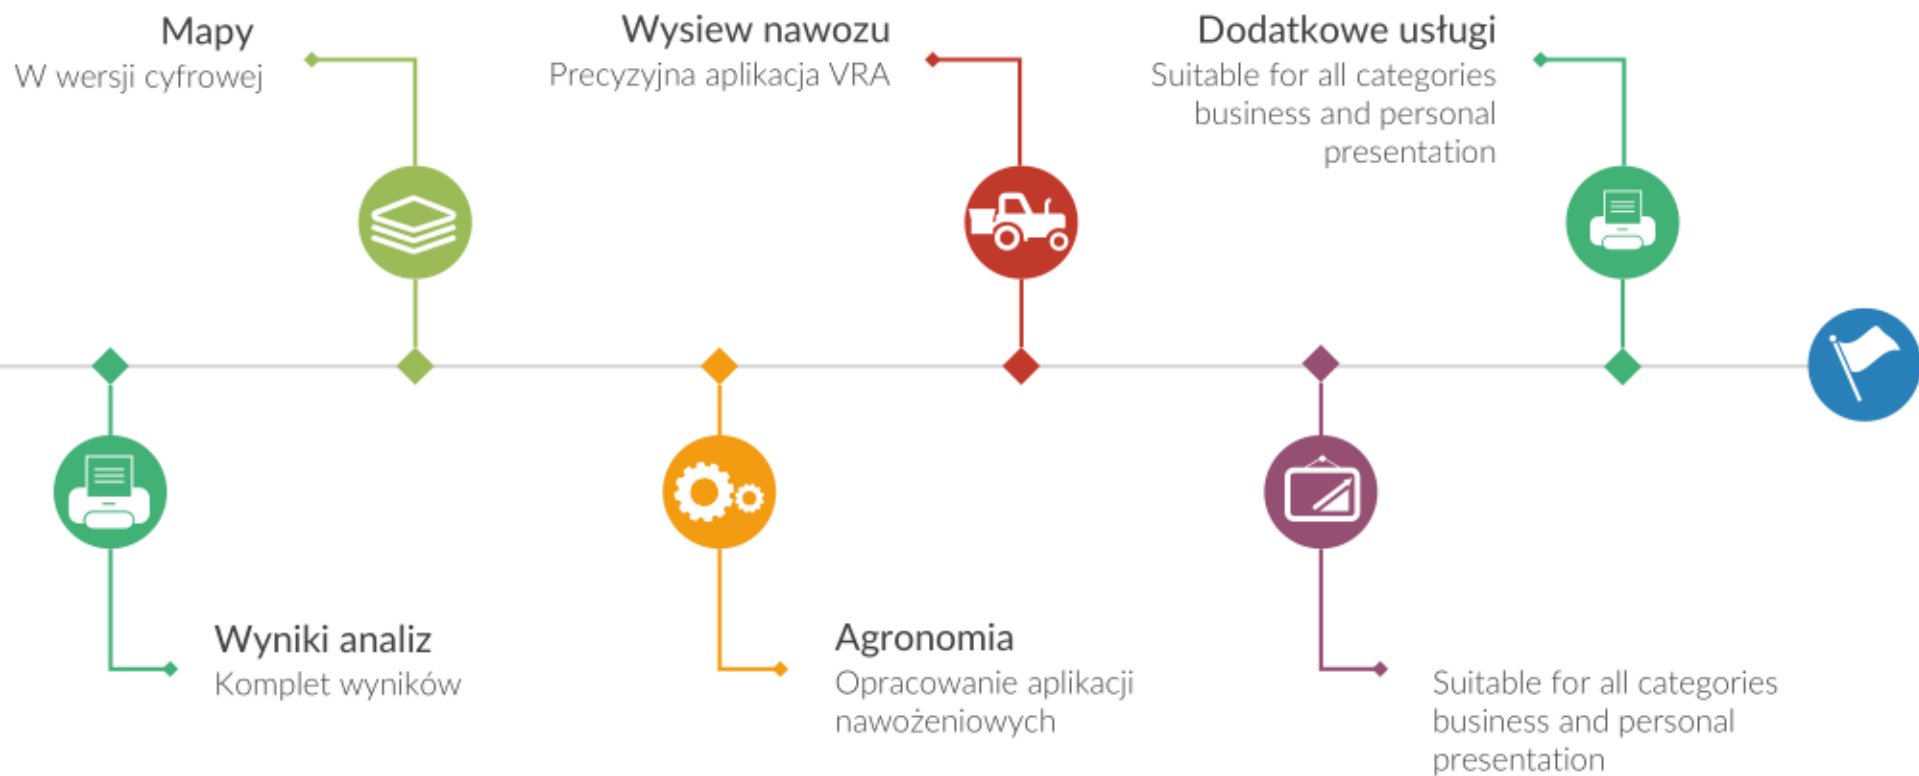 Mapy
W wersji cyfrowej
Wysiew nawozu
Precyzyjna aplikacja VRA
Dodatkowe usługi
Suitable for all categories
business and personal
presentation
Wyniki analiz
Komplet wyników
Agronomia
Opracowanie aplikacji
nawożeniowych
Suitable for all categories
business and personal
presentation